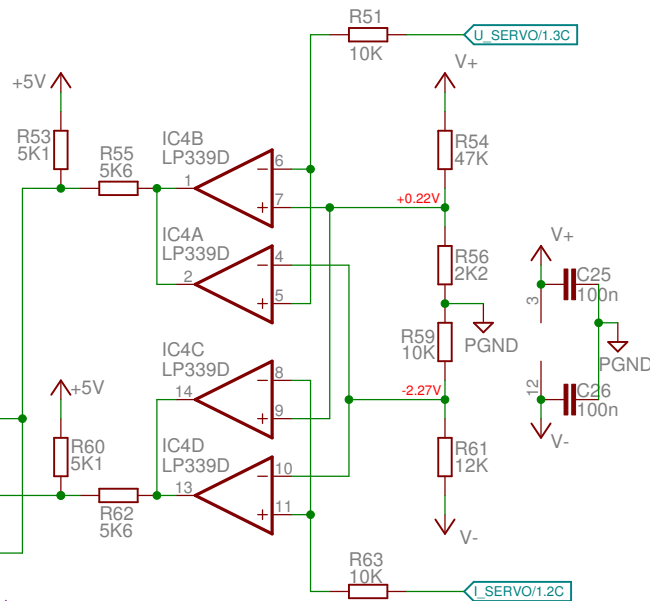 R51
10K
U_SERVO/1.3C
V+
+5V
R53
5K1
R55
5K6
IC4B
LP339D
1
6
7
R54
47K
+0.22V
IC4A
LP339D
2
4
5
R56
2K2
V+
C25
100n
3
R59
10K
PGND
PGND
IC4C
LP339D
14
8
9
-2.27V
12
C26
100n
V-
+5V
R60
5K1
IC4D
LP339D
13
10
11
R61
12K
R62
5K6
V-
R63
10K
I_SERVO/1.2C